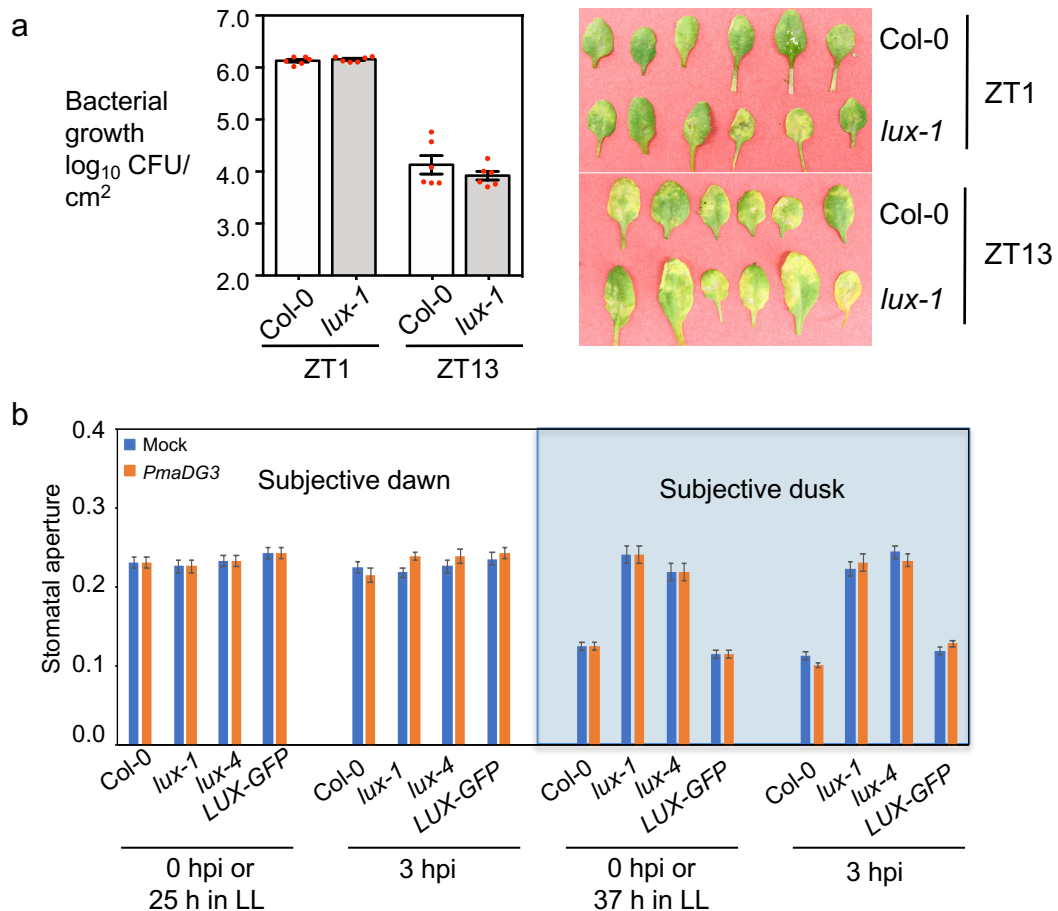 a
Bacterial
growth
log₁₀ CFU/
cm²
7.0
6.0
5.0
4.0
3.0
2.0
Col-0
lux-1
Col-0
lux-1
ZT1
ZT13
Col-0
lux-1
ZT1
Col-0
lux-1
ZT13
b
Stomatal aperture
0.4
0.3
0.2
0.1
0.0
Mock
PmaDG3
Subjective dawn
Subjective dusk
Col-0
lux-1
lux-4
LUX-GFP
Col-0
lux-1
lux-4
LUX-GFP
Col-0
lux-1
lux-4
LUX-GFP
Col-0
lux-1
lux-4
LUX-GFP
0 hpi or
25 h in LL
3 hpi
0 hpi or
37 h in LL
3 hpi